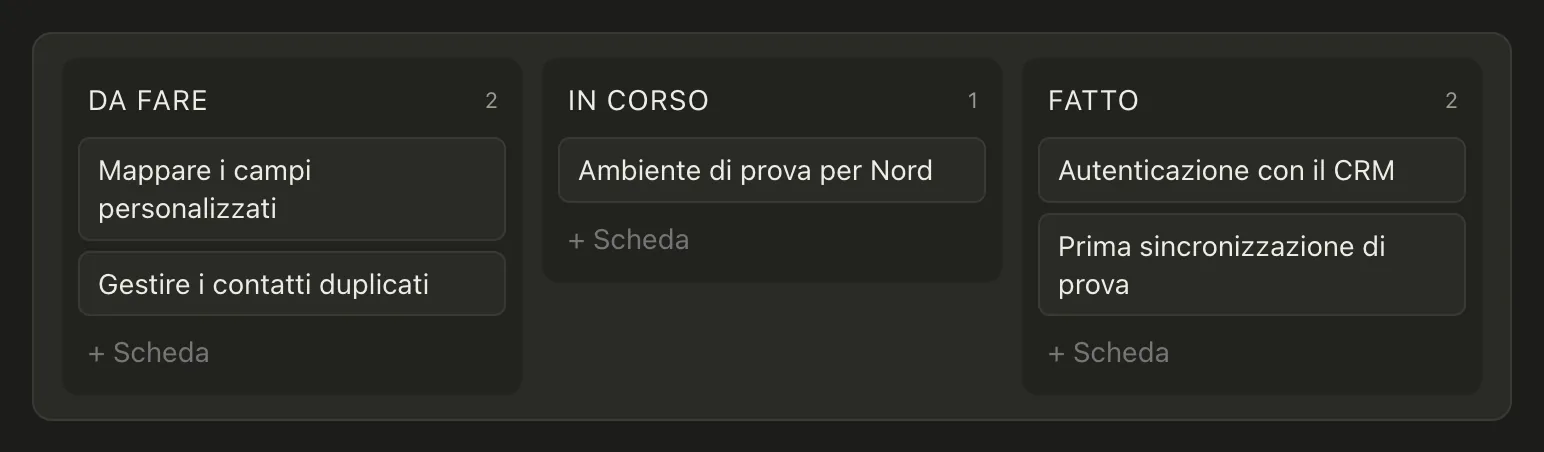 DA FARE 2
Mappare i campi
personalizzati
Gestire i contatti duplicati
+ Scheda
IN CORSO 1
Ambiente di prova per Nord
+ Scheda
FATTO 2
Autenticazione con il CRM
Prima sincronizzazione di
prova
+ Scheda